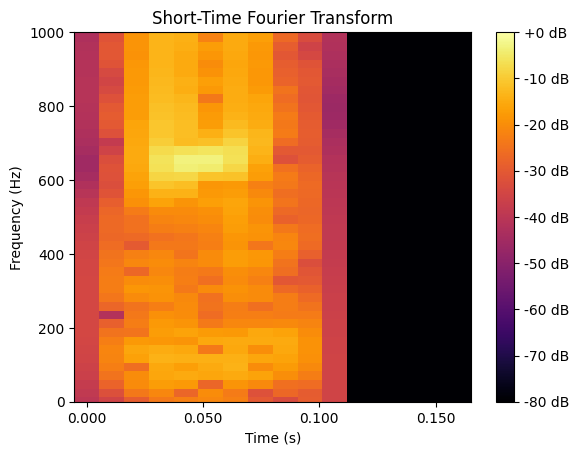 Short-Time Fourier Transform
1000
800
600
400
200
0
Frequency (Hz)
0.000
0.050
0.100
0.150
Time (s)
+0 dB
-10 dB
-20 dB
-30 dB
-40 dB
-50 dB
-60 dB
-70 dB
-80 dB